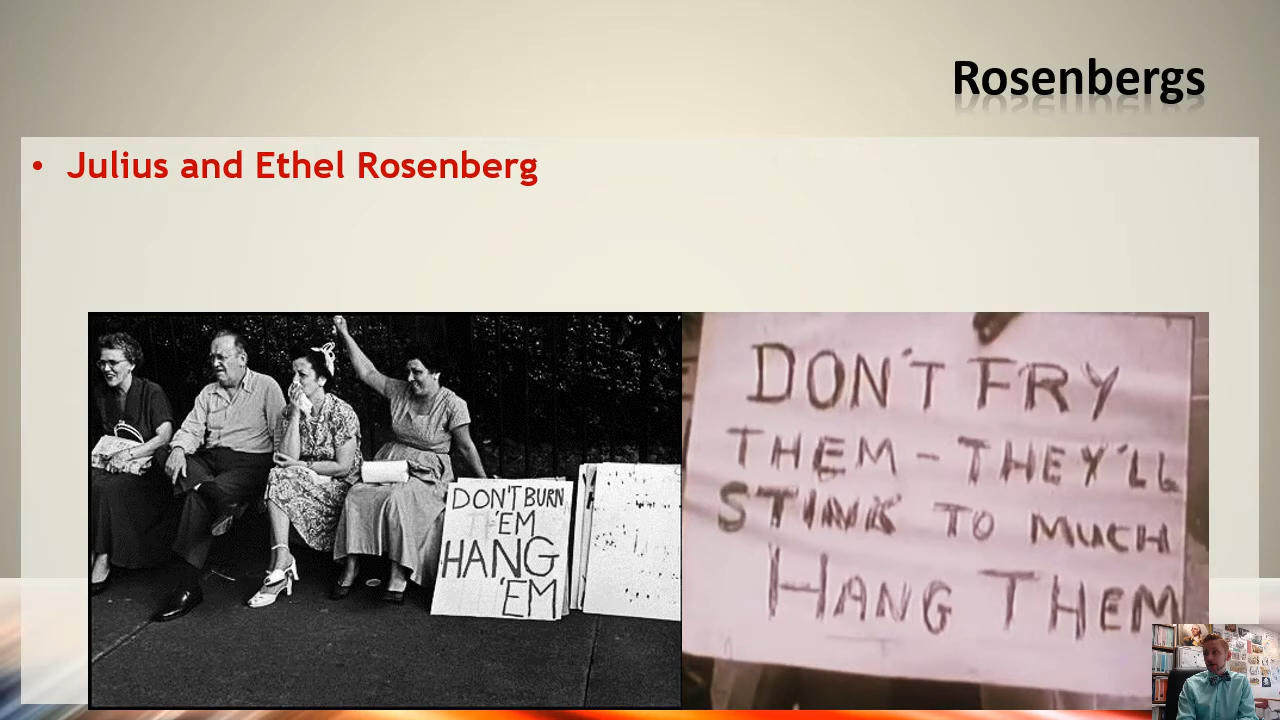 Rosenbergs
• Julius and Ethel Rosenberg
DON'T BURN
'EM
HANG
'EM
DON'T FRY
THEM - THEY'LL
STINK TO MUCH
HANG THEM